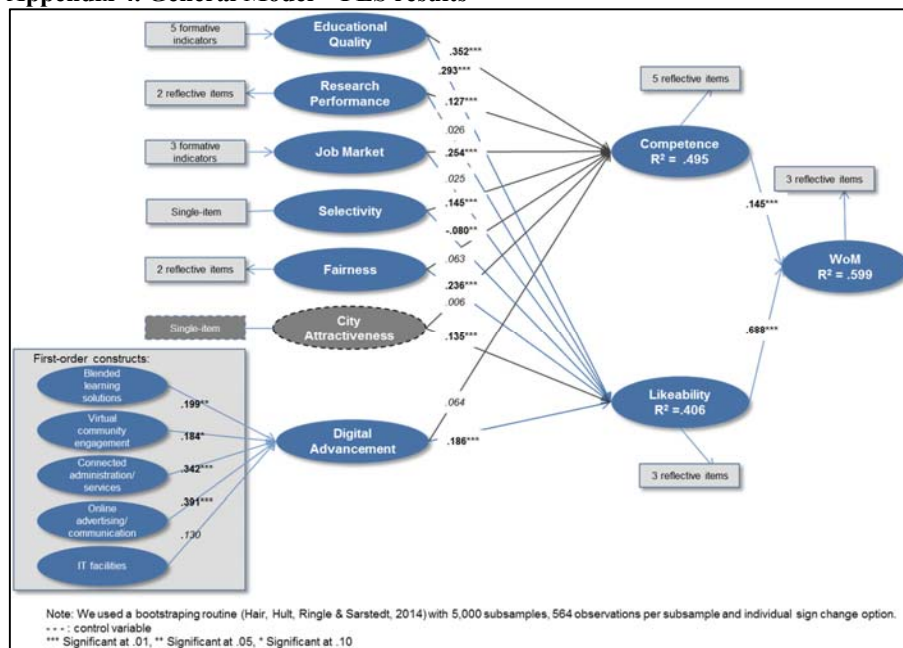 Appendix 4: General Model – PLS results
5 formative
indicators
Educational
Quality
.352***
.293***
2 reflective items
Research
Performance
.127***
.026
5 reflective items
3 formative
indicators
Job Market
.254***
.025
Competence
R² = .495
3 reflective items
Single-item
Selectivity
.145***
-.080**
.145***
2 reflective items
Fairness
.063
.236***
WoM
R² = .599
Single-item
City
Attractiveness
.006
.135***
.688***
First-order constructs:
Blended
learning
solutions
.199**
Virtual
community
engagement
.184*
Digital
Advancement
.064
.186***
Likeability
R² =.406
Connected
administration/
services
.342***
3 reflective items
Online
advertising/
communication
.391***
.130
IT facilities
Note: We used a bootstraping routine (Hair, Hult, Ringle & Sarstedt, 2014) with 5,000 subsamples, 564 observations per subsample and individual sign change option.
- - - : control variable
*** Significant at .01, ** Significant at .05, * Significant at .10